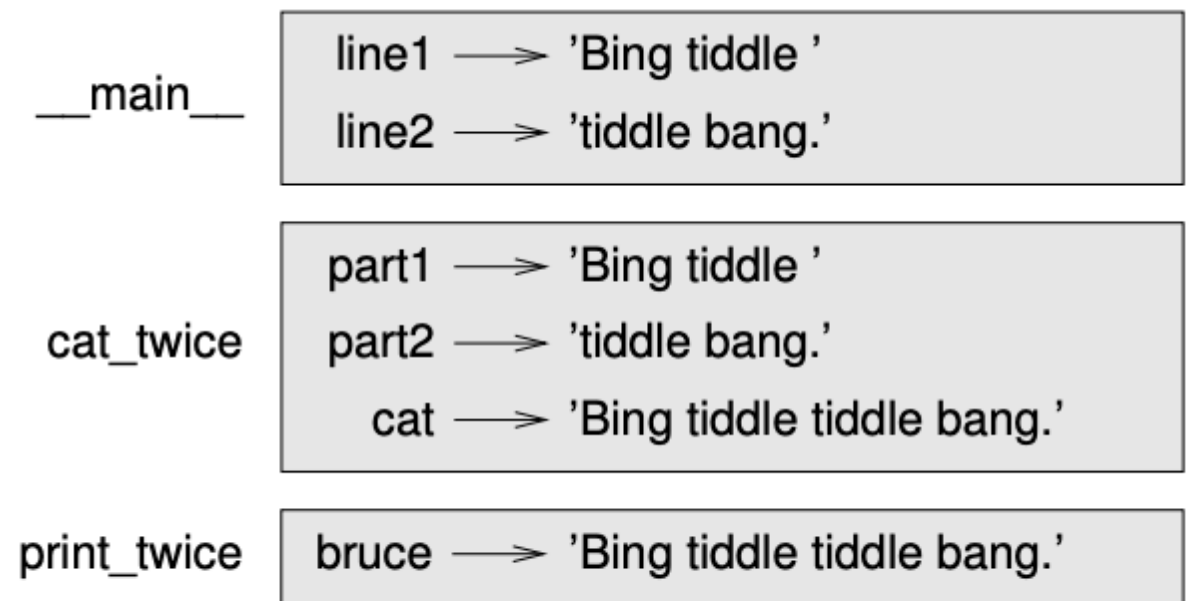 line1 ’Bing tiddle ’
__main__
line2 ’tiddle bang.’
part1 ’Bing tiddle ’
cat_twice part2 ’tiddle bang.’
cat ’Bing tiddle tiddle bang.’
print_twice bruce ’Bing tiddle tiddle bang.’